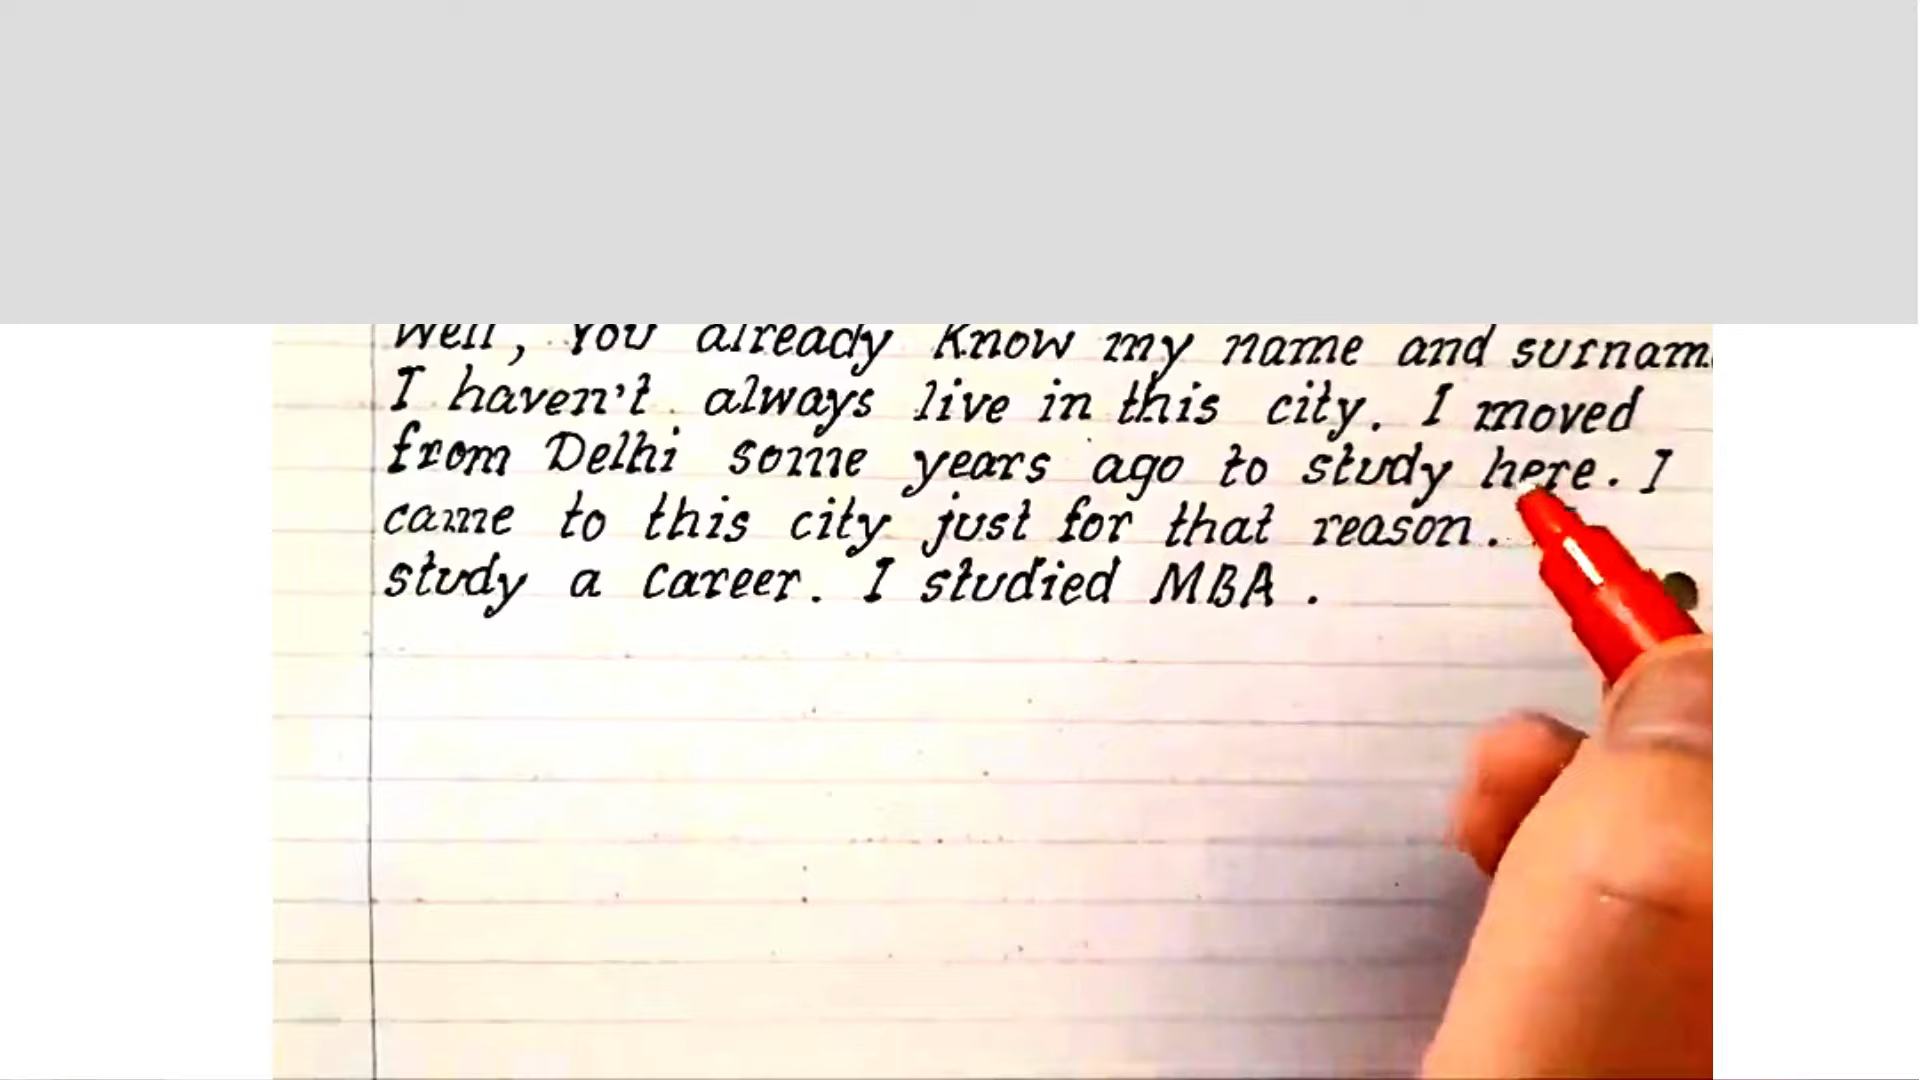 Well, You already Know my name and surnam
I haven't always live in this city. I moved
from Delhi some years ago to study here. I
came to this city just for that reason.
study a career. I studied MBA.